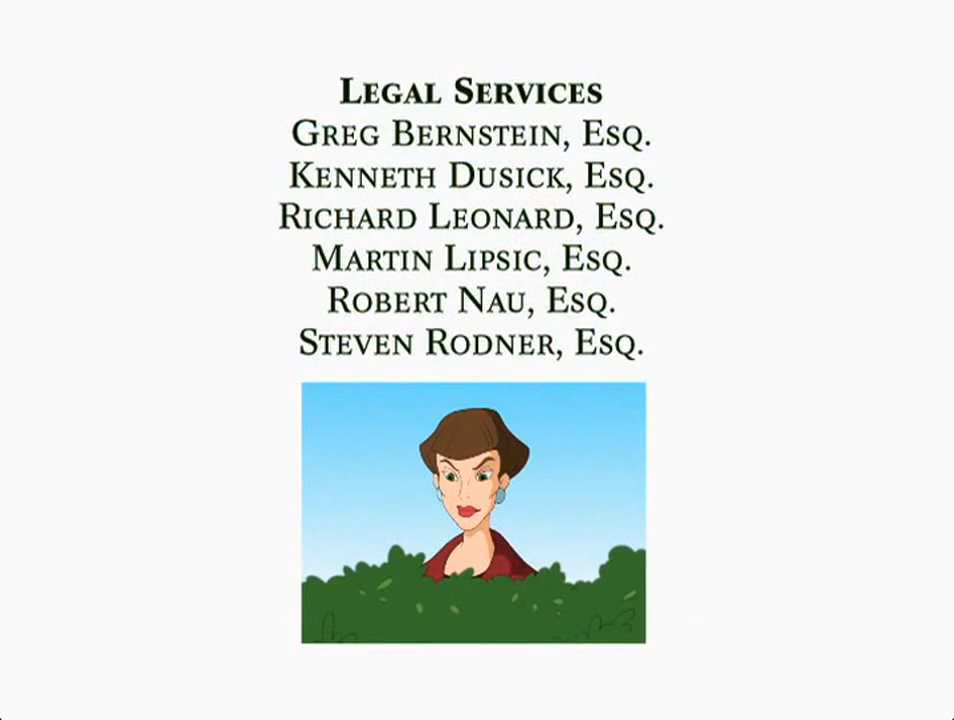 LEGAL SERVICES
GREG BERNSTEIN, ESQ.
KENNETH DUSICK, ESQ.
RICHARD LEONARD, ESQ.
MARTIN LIPSIC, ESQ.
ROBERT NAU, ESQ.
STEVEN RODNER, ESQ.